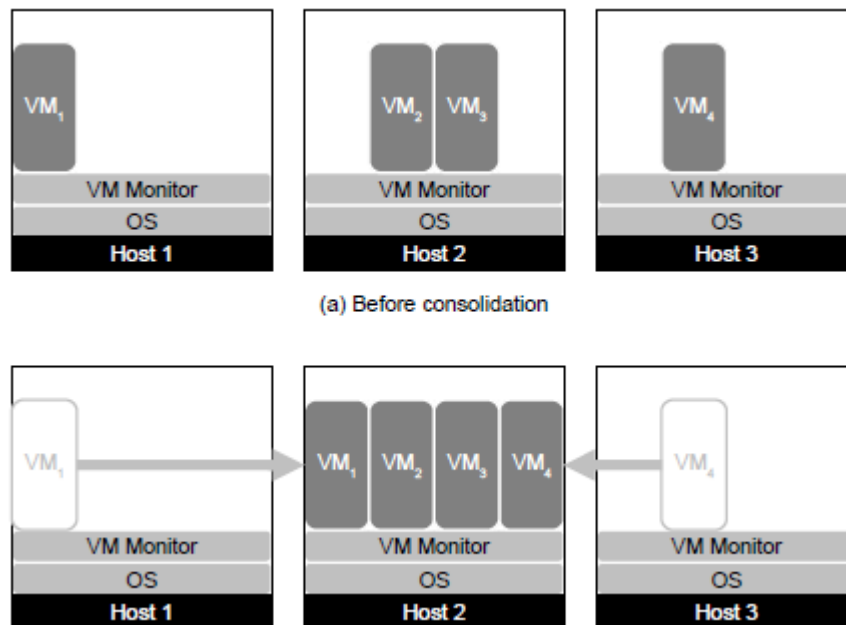 VM1 VM2 VM3 VM4
VM Monitor VM Monitor VM Monitor
OS OS OS
Host 1 Host 2 Host 3
(a) Before consolidation
VM1 VM1 VM2 VM3 VM4 VM4
VM Monitor VM Monitor VM Monitor
OS OS OS
Host 1 Host 2 Host 3